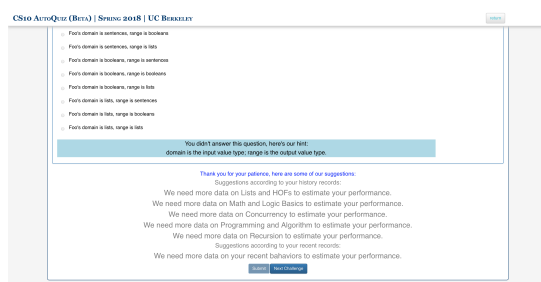 CS10 AutoQuiz (Beta) | Spring 2018 | UC Berkeley
Foo's domain is sentences, range is booleans
Foo's domain is sentences, range is lists
Foo's domain is booleans, range is sentences
Foo's domain is booleans, range is booleans
Foo's domain is booleans, range is lists
Foo's domain is lists, range is sentences
Foo's domain is lists, range is booleans
Foo's domain is lists, range is lists
You didn't answer this question, here's our hint:
domain is the input value type; range is the output value type.
Thank you for your patience, here are some of our suggestions:
Suggestions according to your history records:
We need more data on Lists and HOFs to estimate your performance.
We need more data on Math and Logic Basics to estimate your performance.
We need more data on Concurrency to estimate your performance.
We need more data on Programming and Algorithm to estimate your performance.
We need more data on Recursion to estimate your performance.
Suggestions according to your recent records:
We need more data on your recent bahaviors to estimate your performance.
Submit Next Challenge